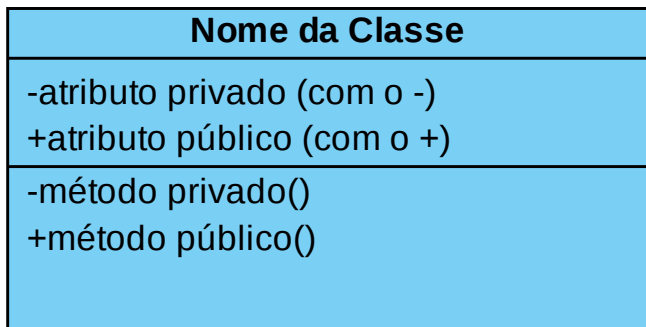 Nome da Classe
-atributo privado (com o -)
+atributo público (com o +)
-método privado()
+método público()